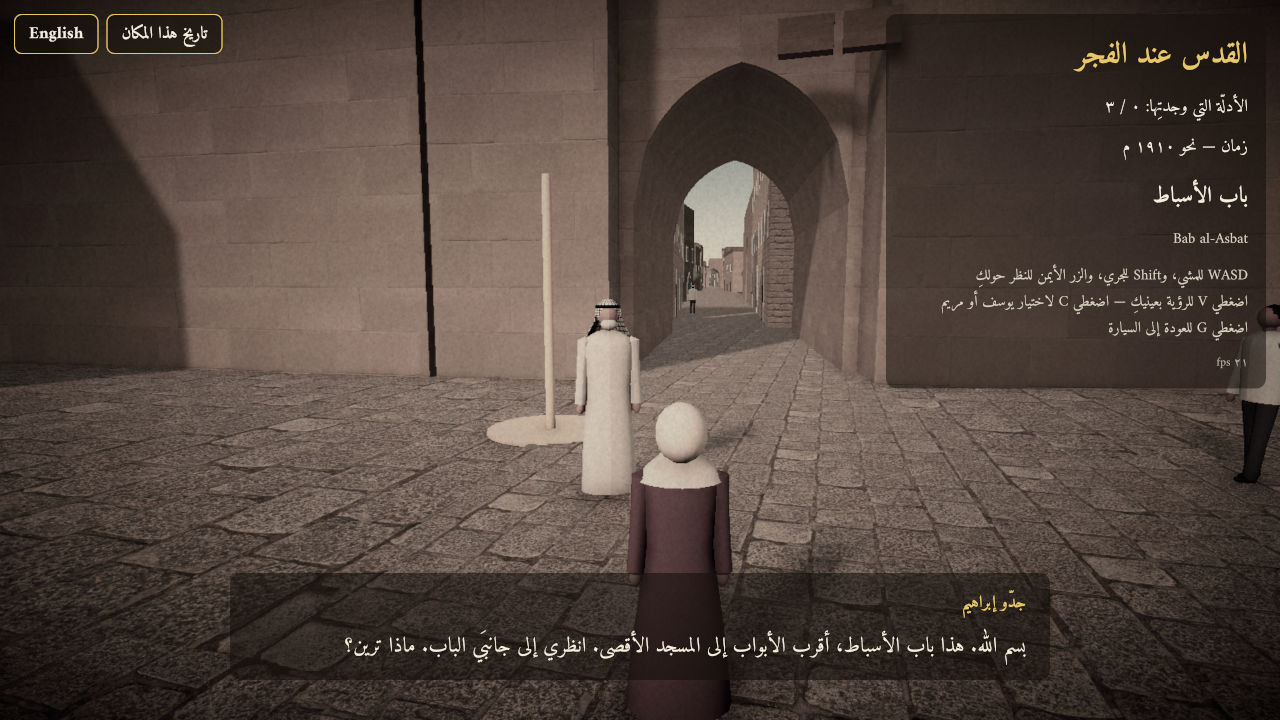 English
تاريخ هذا المكان
القدس عند الفجر
الأدلّة التي وجدتِها: ٠ / ٣
زمان — نحو ١٩١٠ م
باب الأسباط
Bab al-Asbat
WASD للمشي، وShift للجري، والزر الأيمن للنظر حولكِ
اضغطي V للرؤية بعينيكِ — اضغطي C لاختيار يوسف أو مريم
اضغطي G للعودة إلى السيارة
٢١ fps
جدّو إبراهيم
بسم الله. هذا باب الأسباط، أقرب الأبواب إلى المسجد الأقصى. انظري إلى جانبَي الباب. ماذا ترين؟